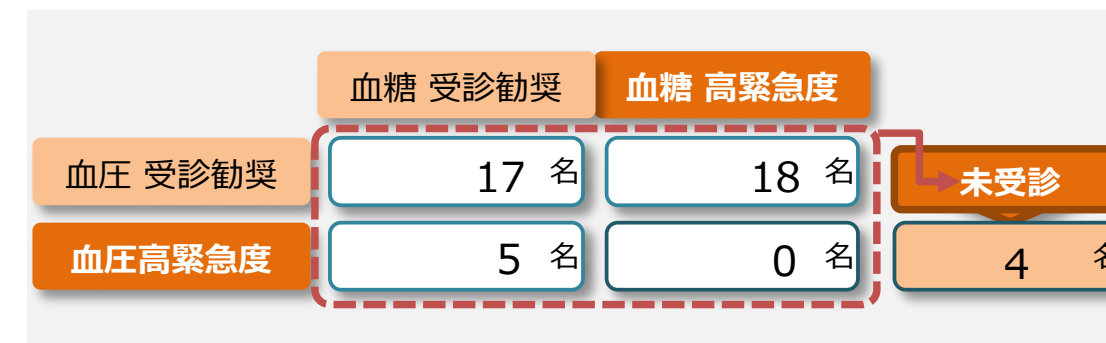 血糖 受診勧奨 血糖 高緊急度
血圧 受診勧奨 17 名 18 名 未受診
血圧高緊急度 5 名 0 名 4 名